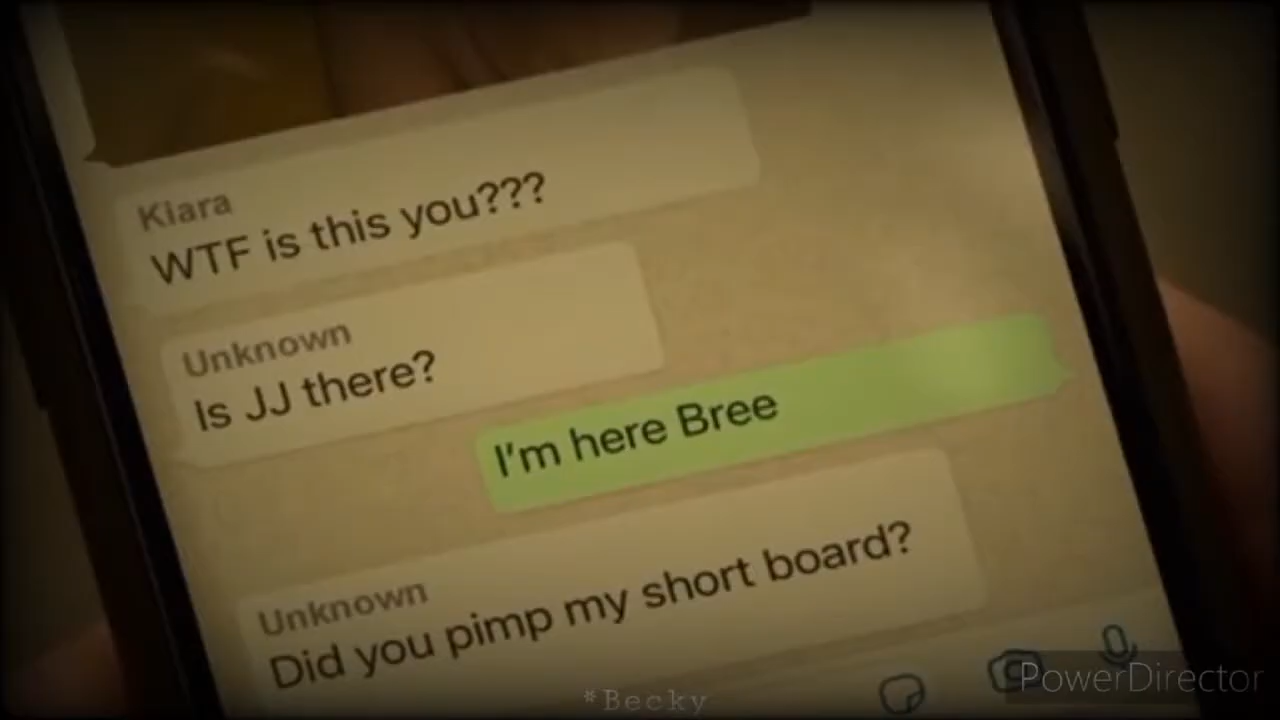 Kiara
WTF is this you???
Unknown
Is JJ there?
I'm here Bree
Unknown
Did you pimp my short board?
*Becky
PowerDirector